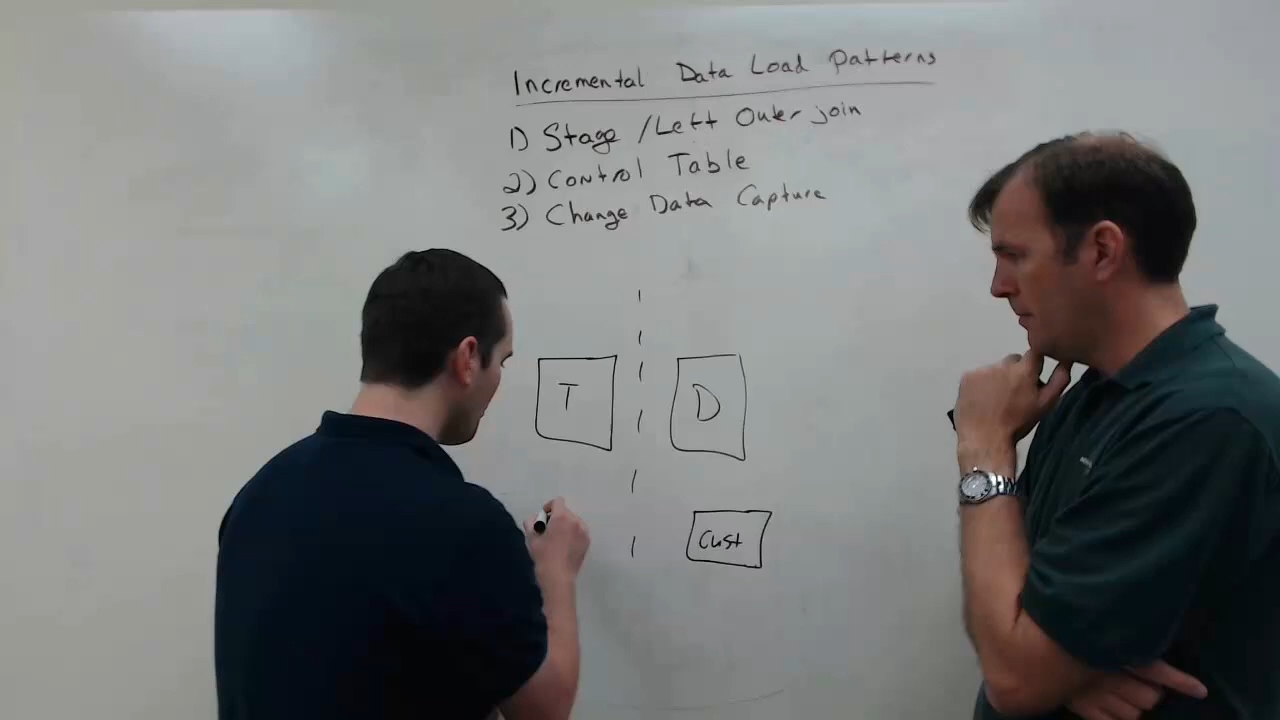 Incremental Data Load Patterns
1) Stage / Left Outer join
2) Control Table
3) Change Data Capture
T D
Cust